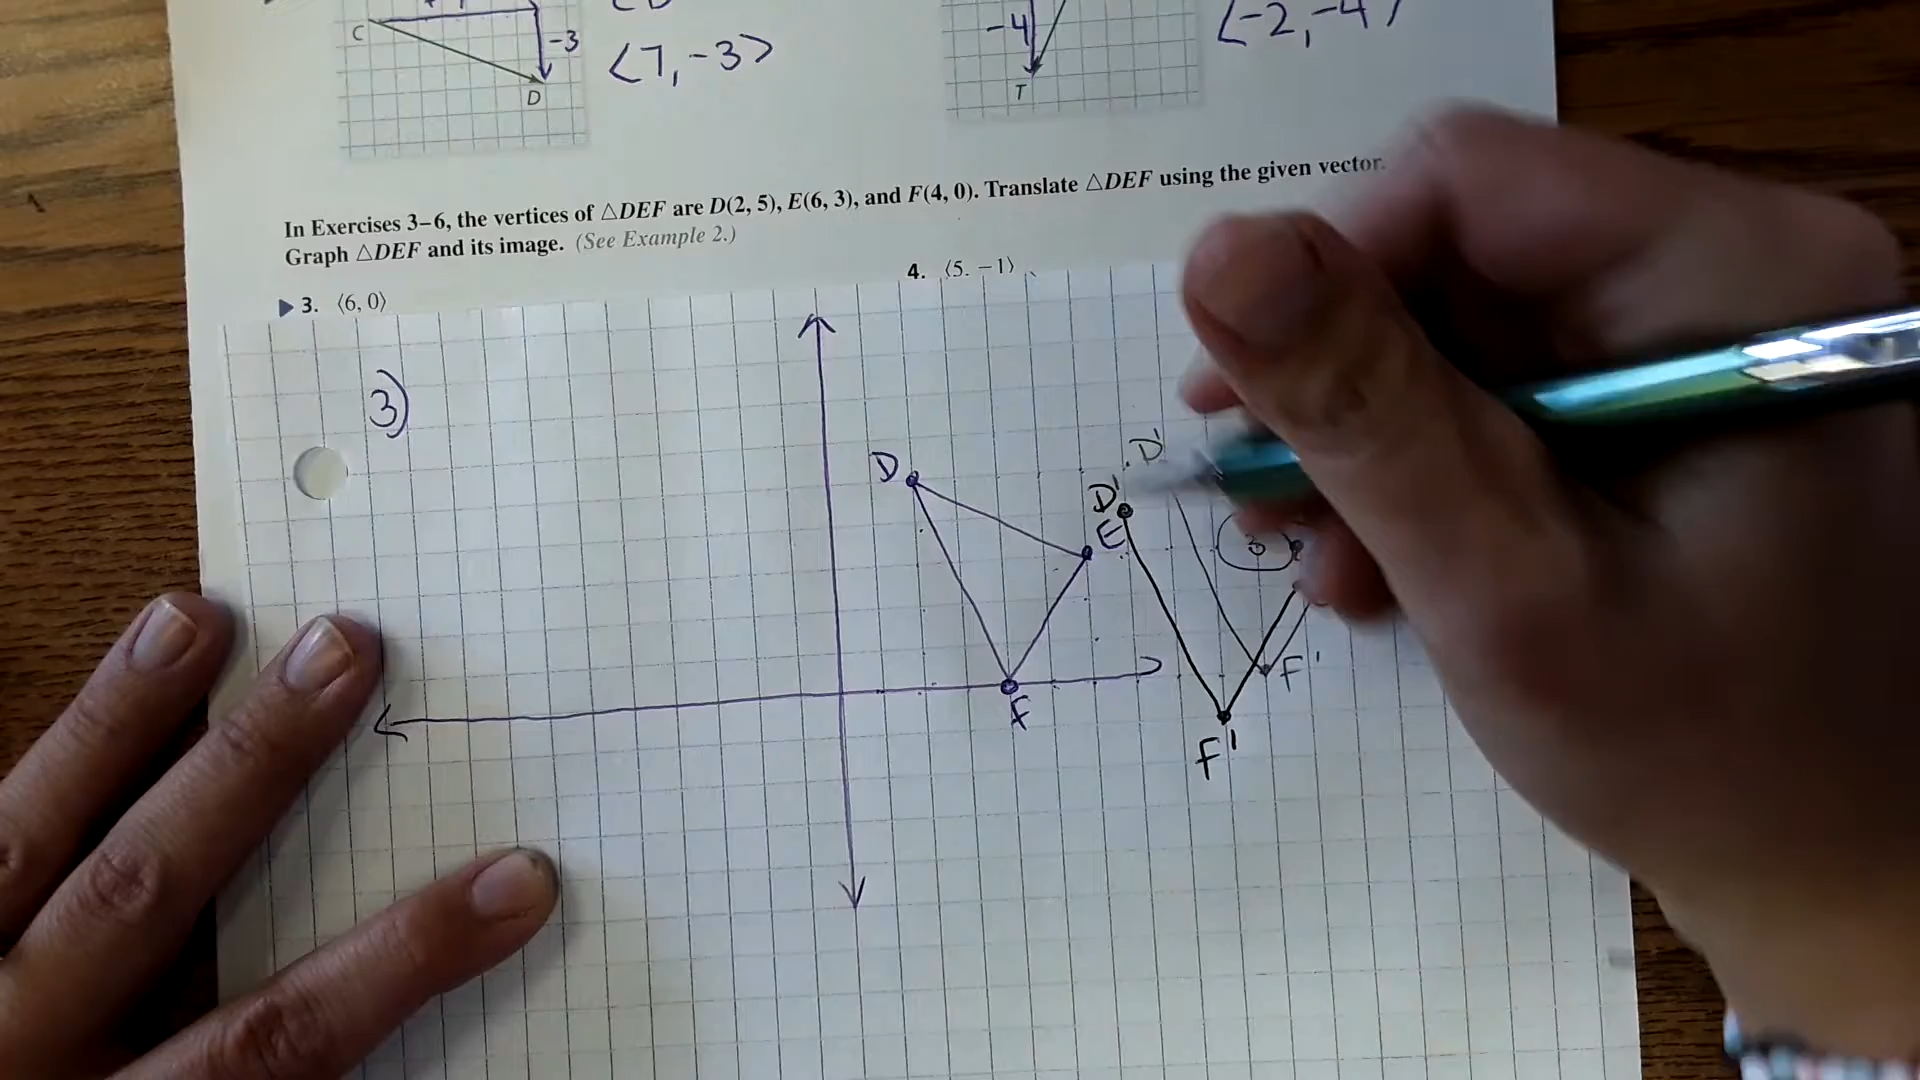 C
-3
⟨7, -3⟩
D
-4
T
⟨-2, -4⟩
In Exercises 3–6, the vertices of △DEF are D(2, 5), E(6, 3), and F(4, 0). Translate △DEF using the given vector.
Graph △DEF and its image. (See Example 2.)
3. ⟨6, 0⟩
4. ⟨5. −1⟩
3)
D
D'
D'
E
3
F'
F
F'